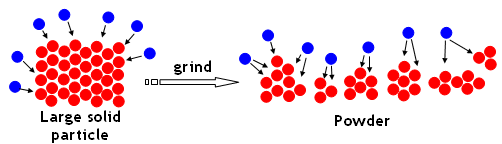 grind
Large solid
particle
Powder